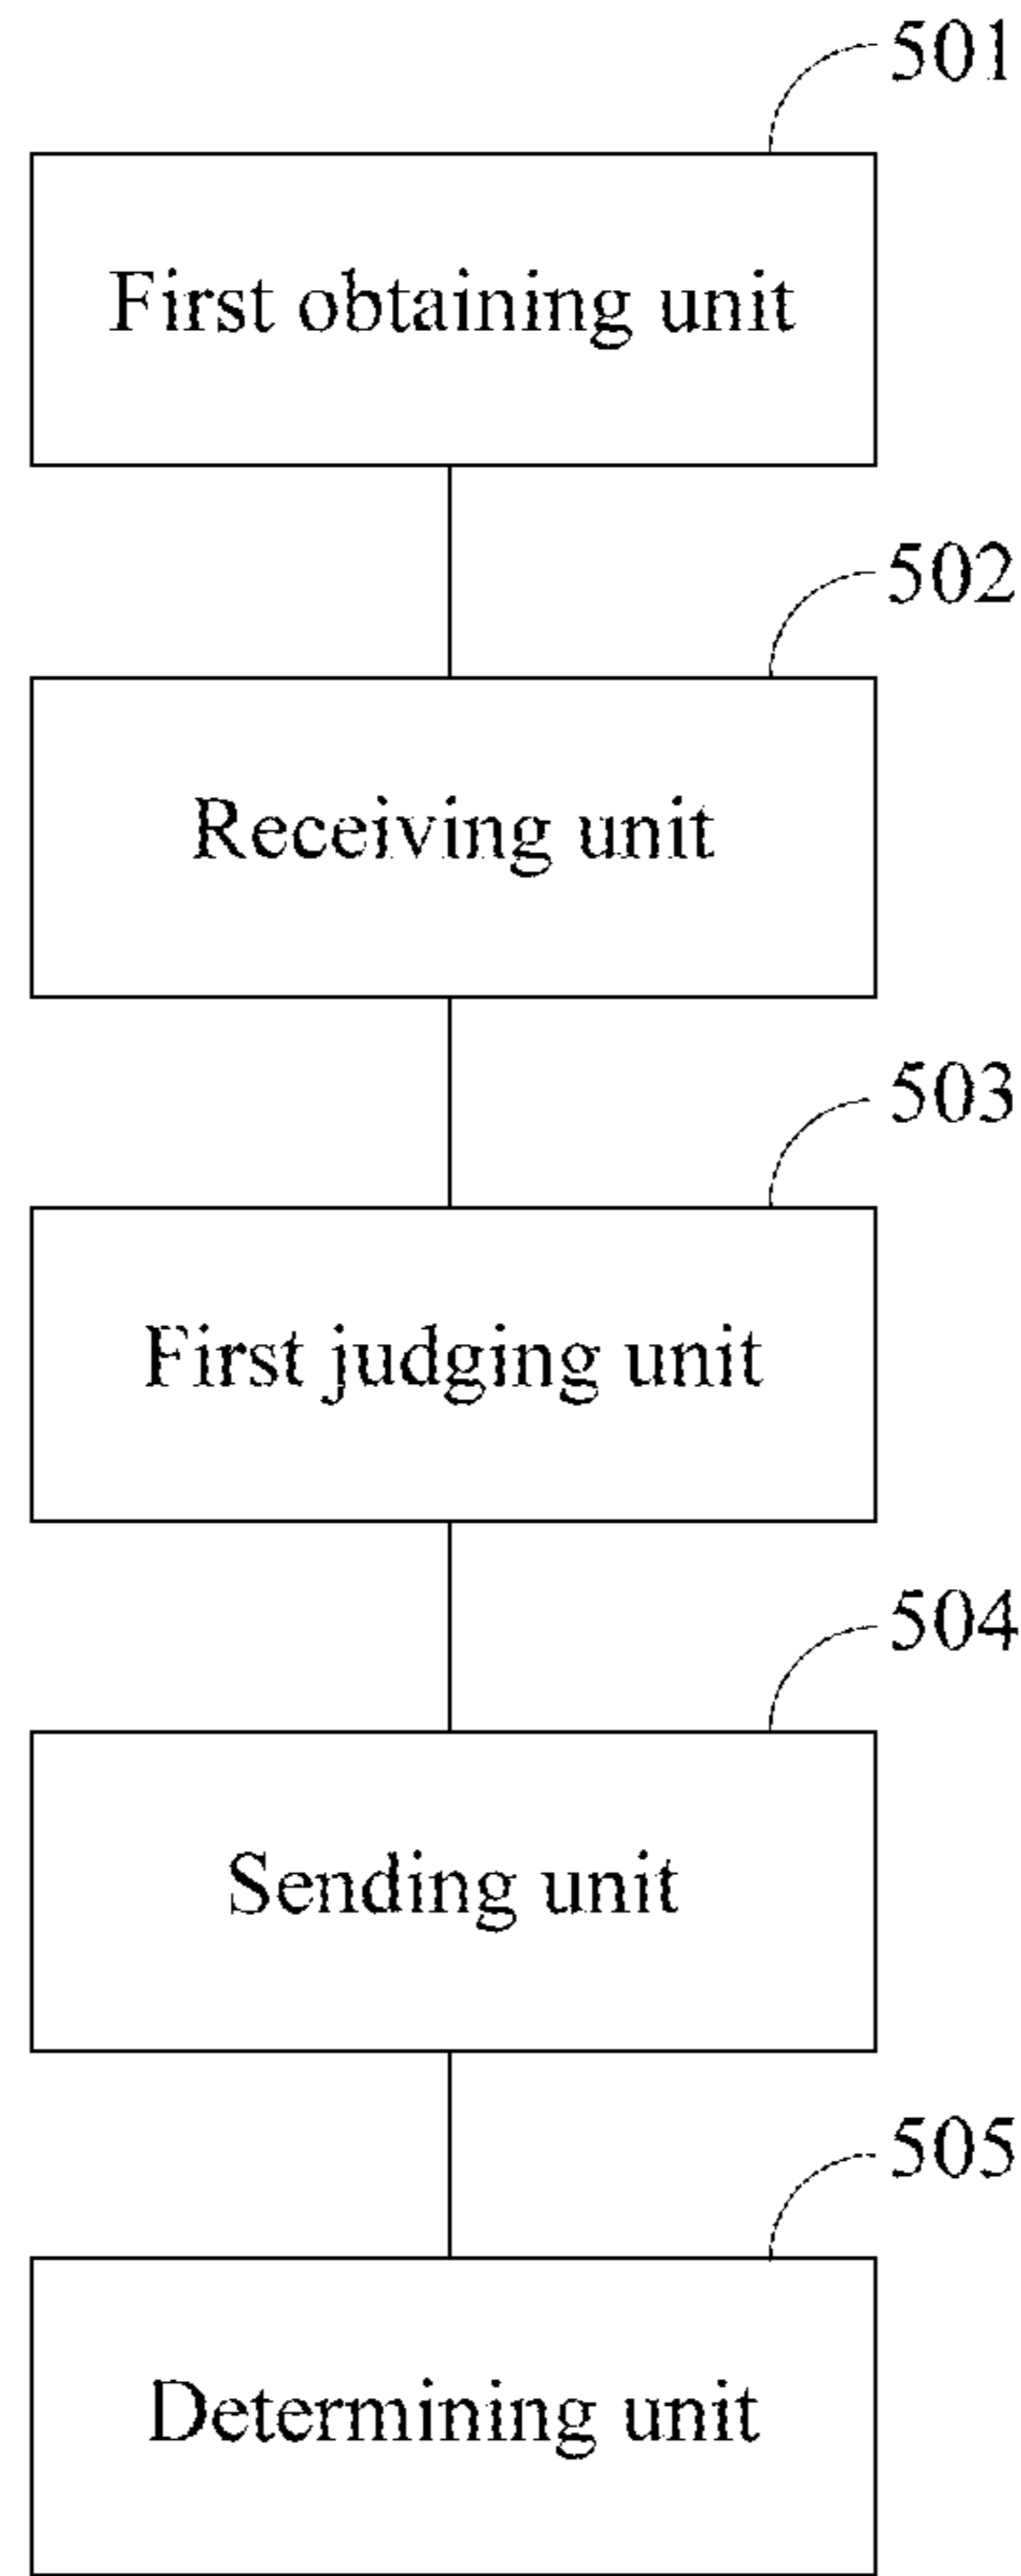 501
First obtaining unit
502
Receiving unit
503
First judging unit
504
Sending unit
505
Determining unit